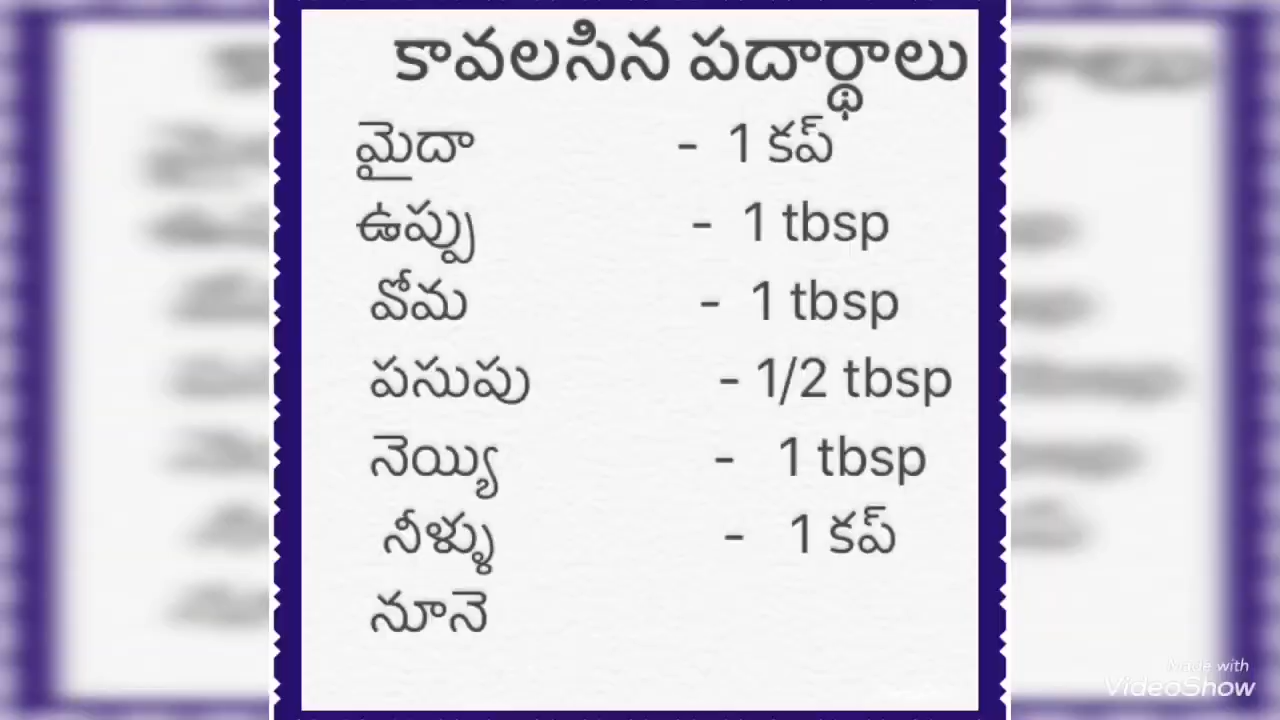 కావలసిన పదార్థాలు
మైదా - 1 కప్
ఉప్పు - 1 tbsp
వోమ - 1 tbsp
పసుపు - 1/2 tbsp
నెయ్యి - 1 tbsp
నీళ్ళు - 1 కప్
నూనె
Made with
VideoShow